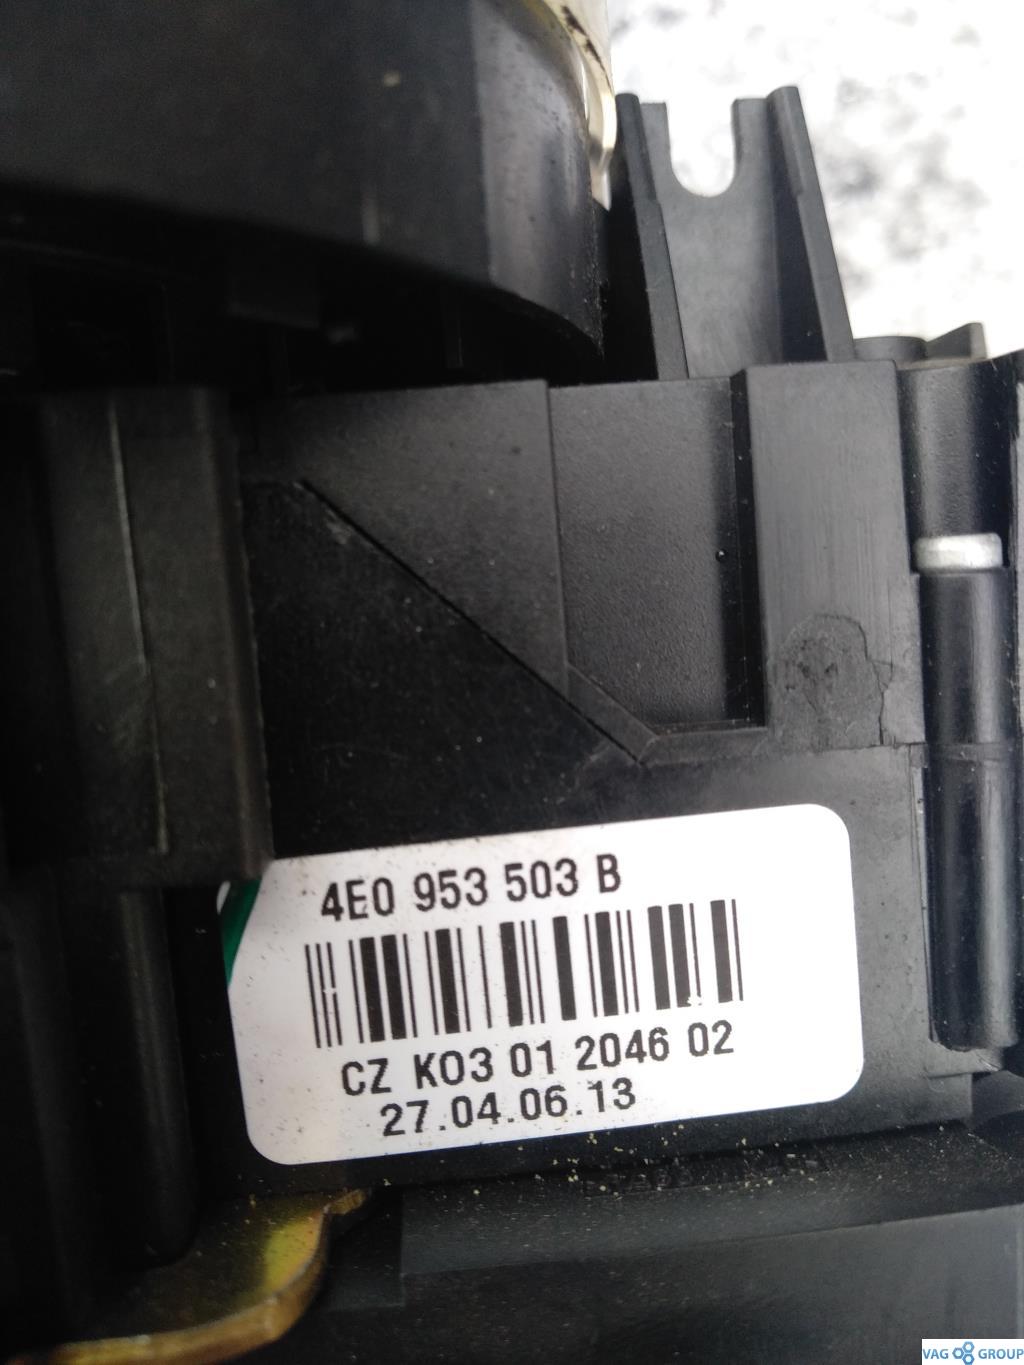 4E0 953 503 B
CZ K03 01 2046 02
27.04.06.13
VAG GROUP